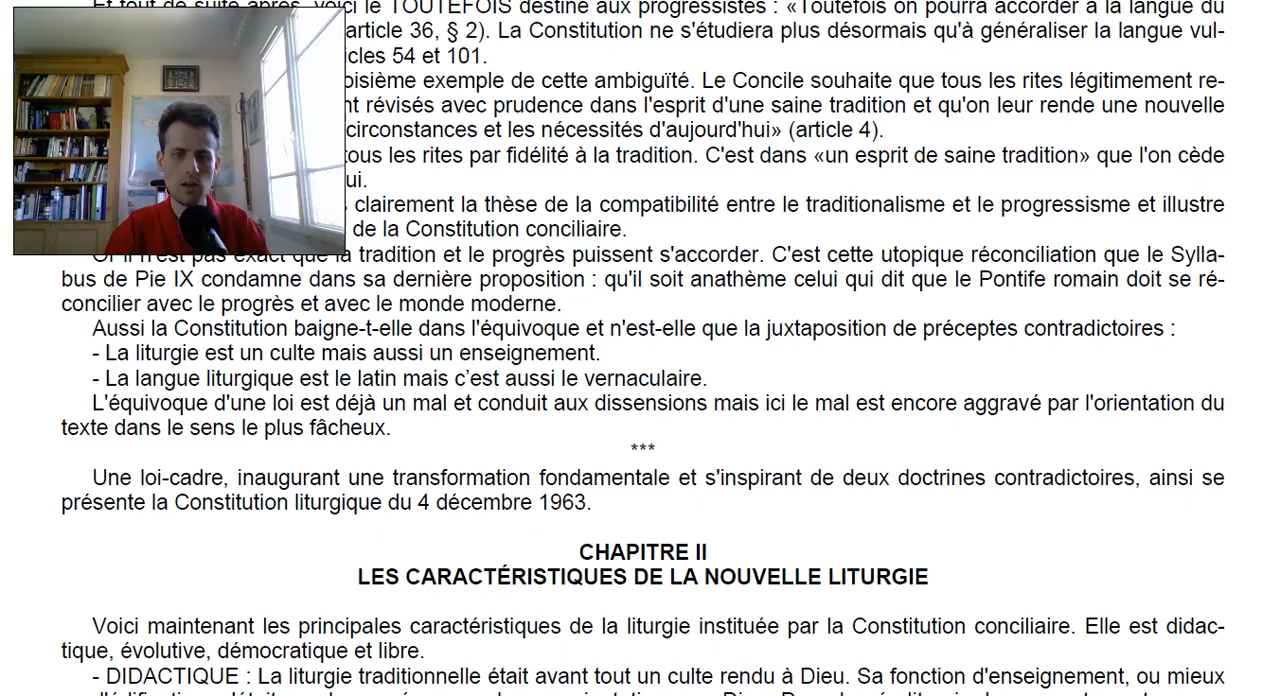 Et tout de suite après, voici le TOUTEFOIS destiné aux progressistes : «Toutefois on pourra accorder à la langue du
article 36, § 2). La Constitution ne s'étudiera plus désormais qu'à généraliser la langue vul-
icles 54 et 101.
oisième exemple de cette ambiguïté. Le Concile souhaite que tous les rites légitimement re-
nt révisés avec prudence dans l'esprit d'une saine tradition et qu'on leur rende une nouvelle
circonstances et les nécessités d'aujourd'hui» (article 4).
tous les rites par fidélité à la tradition. C'est dans «un esprit de saine tradition» que l'on cède
ui.
clairement la thèse de la compatibilité entre le traditionalisme et le progressisme et illustre
de la Constitution conciliaire.
Or il n'est pas exact que la tradition et le progrès puissent s'accorder. C'est cette utopique réconciliation que le Sylla-
bus de Pie IX condamne dans sa dernière proposition : qu'il soit anathème celui qui dit que le Pontife romain doit se ré-
concilier avec le progrès et avec le monde moderne.
Aussi la Constitution baigne-t-elle dans l'équivoque et n'est-elle que la juxtaposition de préceptes contradictoires :
- La liturgie est un culte mais aussi un enseignement.
- La langue liturgique est le latin mais c’est aussi le vernaculaire.
L'équivoque d'une loi est déjà un mal et conduit aux dissensions mais ici le mal est encore aggravé par l'orientation du
texte dans le sens le plus fâcheux.
***
Une loi-cadre, inaugurant une transformation fondamentale et s'inspirant de deux doctrines contradictoires, ainsi se
présente la Constitution liturgique du 4 décembre 1963.
CHAPITRE II
LES CARACTÉRISTIQUES DE LA NOUVELLE LITURGIE
Voici maintenant les principales caractéristiques de la liturgie instituée par la Constitution conciliaire. Elle est didac-
tique, évolutive, démocratique et libre.
- DIDACTIQUE : La liturgie traditionnelle était avant tout un culte rendu à Dieu. Sa fonction d'enseignement, ou mieux